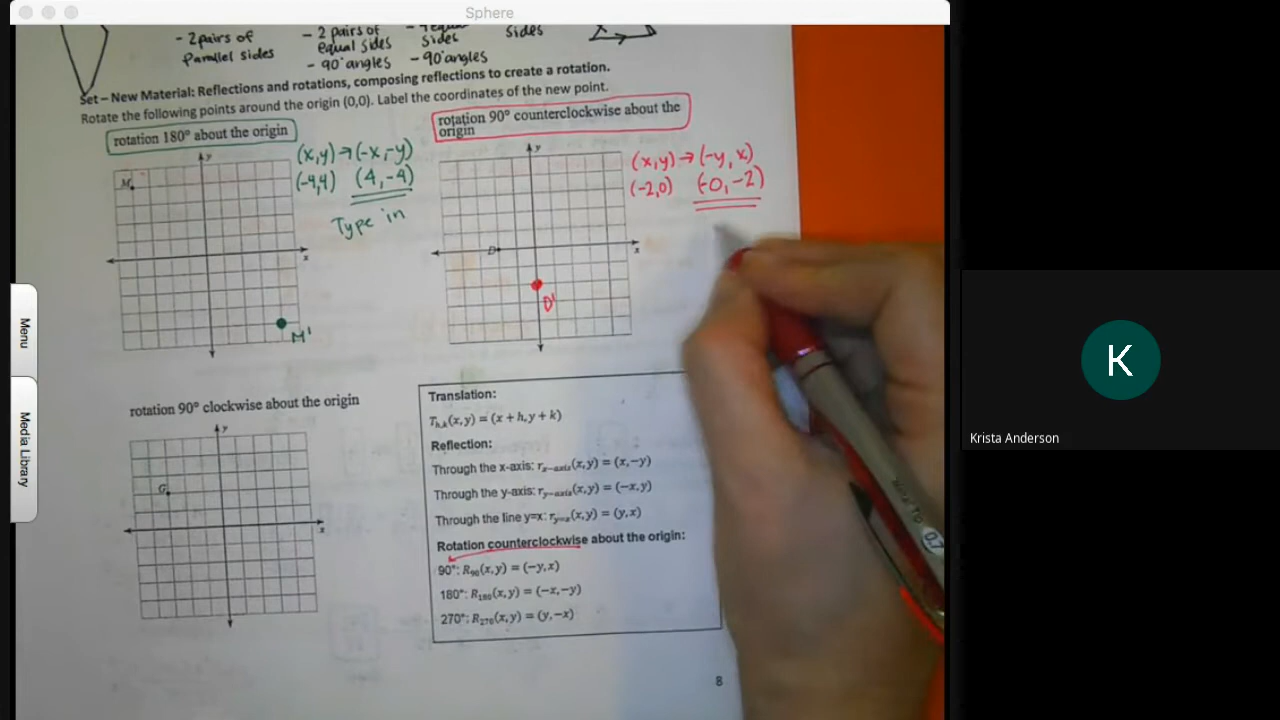 Sphere
- 2 pairs of
parallel sides
- 2 pairs of
equal sides
- 90° angles
sides
- 90° angles
sides
Set – New Material: Reflections and rotations, composing reflections to create a rotation.
Rotate the following points around the origin (0,0). Label the coordinates of the new point.
rotation 180° about the origin
(x,y) → (-x,-y)
(-4,4) (4,-4)
Type in
y
M
x
M'
rotation 90° counterclockwise about the
origin
(x,y) → (-y, x)
(-2,0) (-0,-2)
y
D
x
D'
rotation 90° clockwise about the origin
y
G
x
Translation:
Tₕ,ₖ(x,y) = (x + h, y + k)
Reflection:
Through the x-axis: rₓ₋ₐₓᵢₛ(x,y) = (x,−y)
Through the y-axis: r_y−axis(x,y) = (−x,y)
Through the line y=x: r_y=x(x,y) = (y,x)
Rotation counterclockwise about the origin:
90°: R₉₀(x,y) = (−y,x)
180°: R₁₈₀(x,y) = (−x,−y)
270°: R₂₇₀(x,y) = (y,−x)
8
0.7
Menu
Media Library
K
Krista Anderson